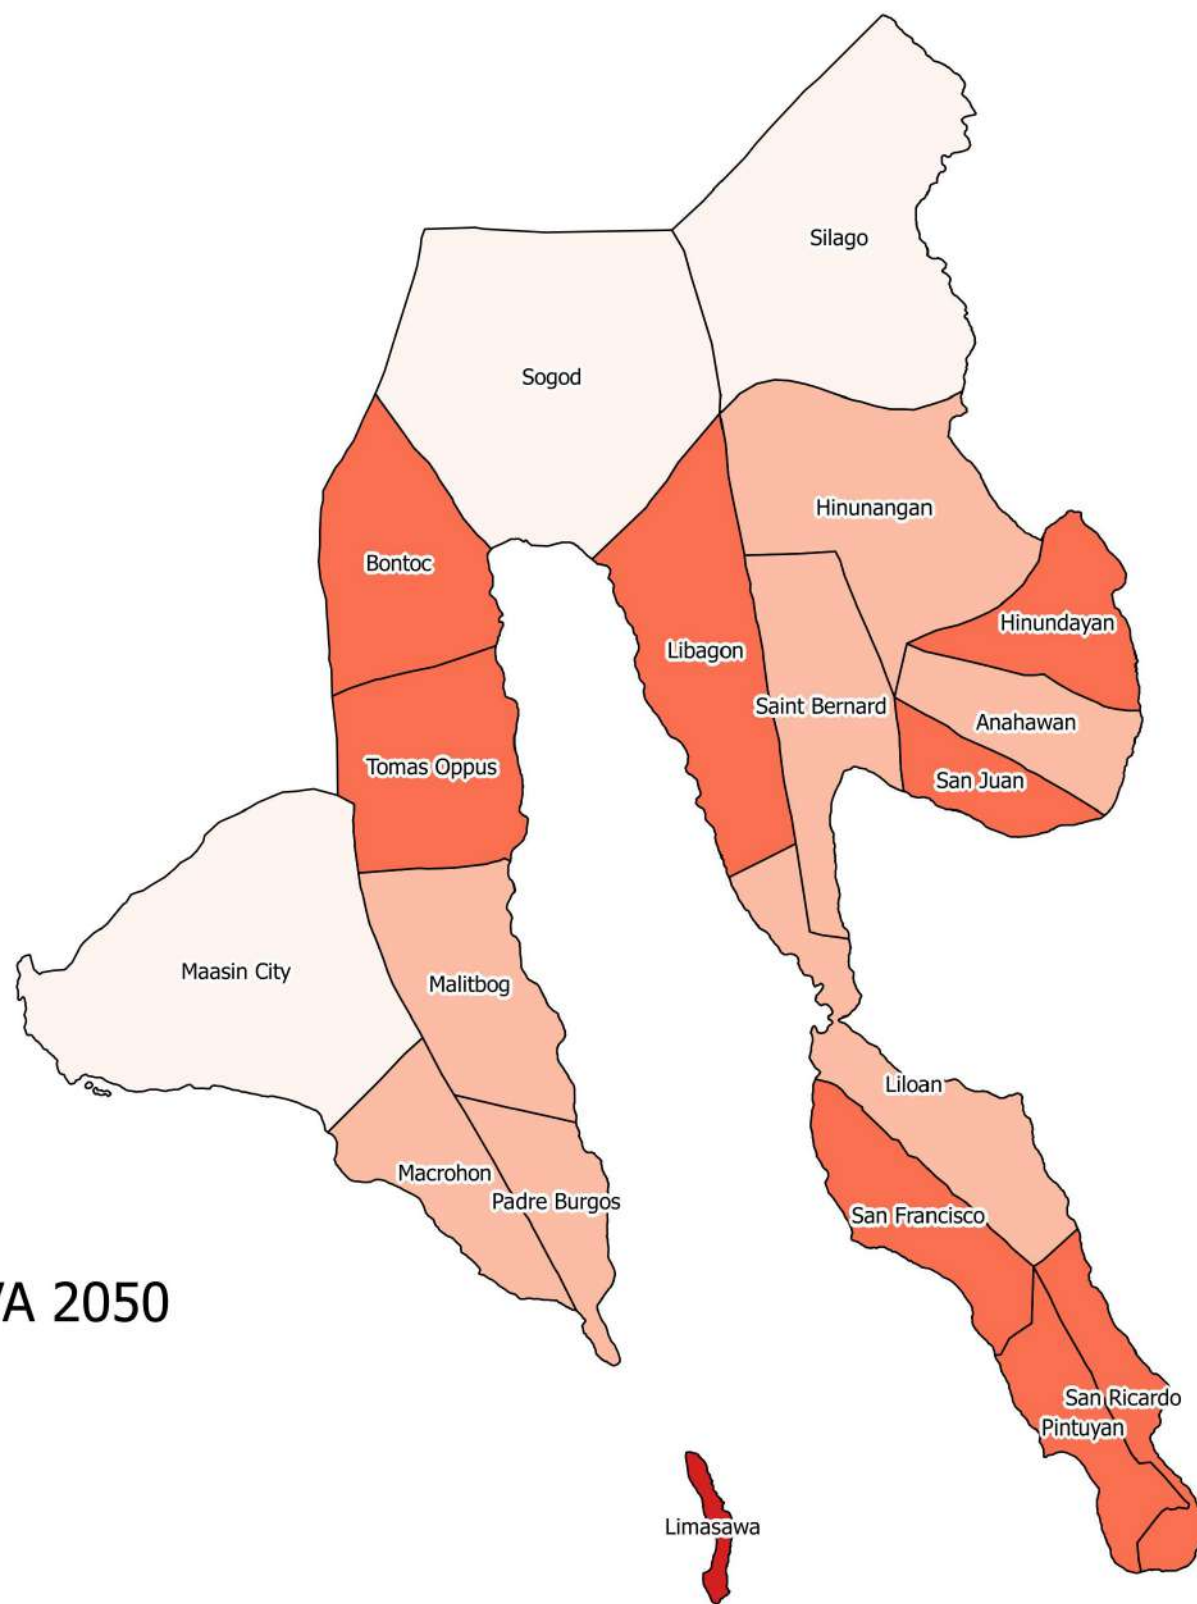 Silago
Sogod
Hinunangan
Bontoc
Hinundayan
Libagon
Saint Bernard
Anahawan
Tomas Oppus
San Juan
Maasin City
Malitbog
Liloan
Macrohon
Padre Burgos
San Francisco
VA 2050
San Ricardo
Pintuyan
Limasawa